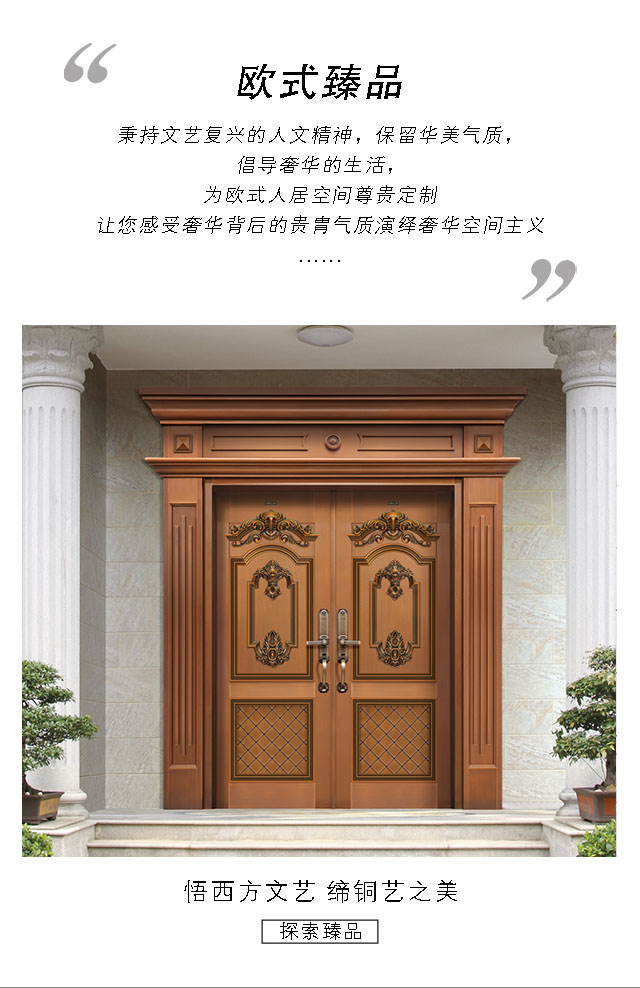 “
欧式臻品
秉持文艺复兴的人文精神，保留华美气质，
倡导奢华的生活，
为欧式人居空间尊贵定制
让您感受奢华背后的贵胄气质演绎奢华空间主义
······
”
悟西方文艺 缔铜艺之美
探索臻品